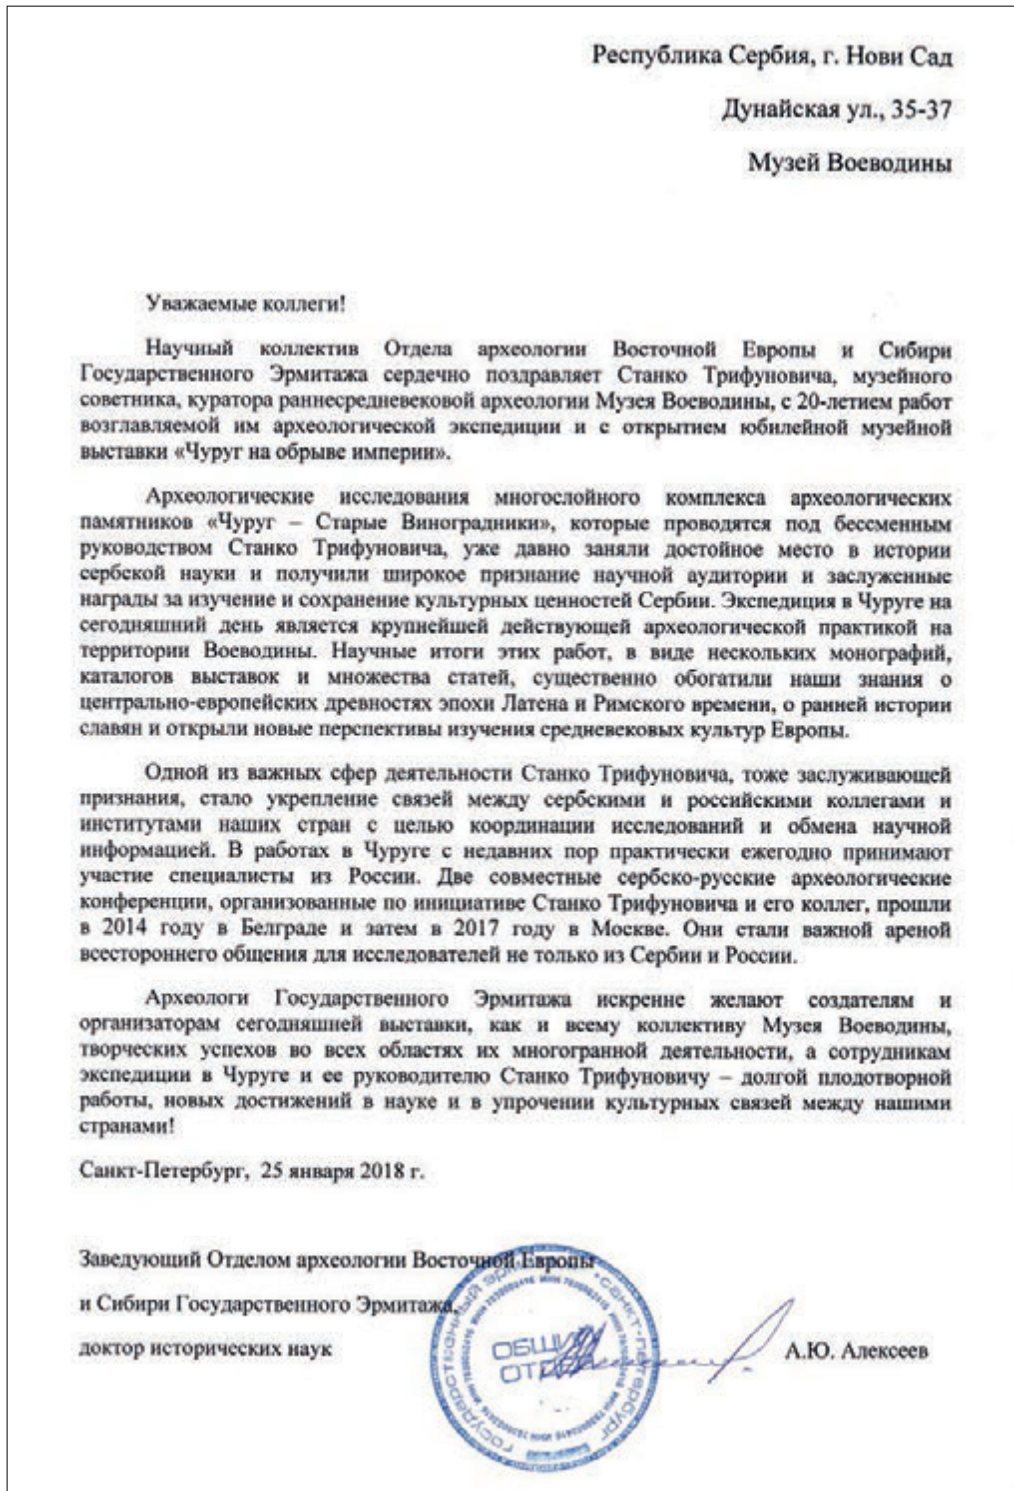 Республика Сербия, г. Нови Сад
Дунайская ул., 35-37
Музей Воеводины
Уважаемые коллеги!
Научный коллектив Отдела археологии Восточной Европы и Сибири
Государственного Эрмитажа сердечно поздравляет Станко Трифуновича, музейного
советника, куратора раннесредневековой археологии Музея Воеводины, с 20-летием работ
возглавляемой им археологической экспедиции и с открытием юбилейной музейной
выставки «Чуруг на обрыве империи».
Археологические исследования многослойного комплекса археологических
памятников «Чуруг – Старые Виноградники», которые проводятся под бессменным
руководством Станко Трифуновича, уже давно заняли достойное место в истории
сербской науки и получили широкое признание научной аудитории и заслуженные
награды за изучение и сохранение культурных ценностей Сербии. Экспедиция в Чуруге на
сегодняшний день является крупнейшей действующей археологической практикой на
территории Воеводины. Научные итоги этих работ, в виде нескольких монографий,
каталогов выставок и множества статей, существенно обогатили наши знания о
центрально-европейских древностях эпохи Латена и Римского времени, о ранней истории
славян и открыли новые перспективы изучения средневековых культур Европы.
Одной из важных сфер деятельности Станко Трифуновича, тоже заслуживающей
признания, стало укрепление связей между сербскими и российскими коллегами и
институтами наших стран с целью координации исследований и обмена научной
информацией. В работах в Чуруге с недавних пор практически ежегодно принимают
участие специалисты из России. Две совместные сербско-русские археологические
конференции, организованные по инициативе Станко Трифуновича и его коллег, прошли
в 2014 году в Белграде и затем в 2017 году в Москве. Они стали важной ареной
всестороннего общения для исследователей не только из Сербии и России.
Археологи Государственного Эрмитажа искренне желают создателям и
организаторам сегодняшней выставки, как и всему коллективу Музея Воеводины,
творческих успехов во всех областях их многогранной деятельности, а сотрудникам
экспедиции в Чуруге и ее руководителю Станко Трифуновичу – долгой плодотворной
работы, новых достижений в науке и в упрочении культурных связей между нашими
странами!
Санкт-Петербург, 25 января 2018 г.
Заведующий Отделом археологии Восточной Европы
и Сибири Государственного Эрмитажа,
доктор исторических наук
А.Ю. Алексеев
государственный эрмитаж • санкт-петербург
ОБЩИЙ
ОТДЕЛ